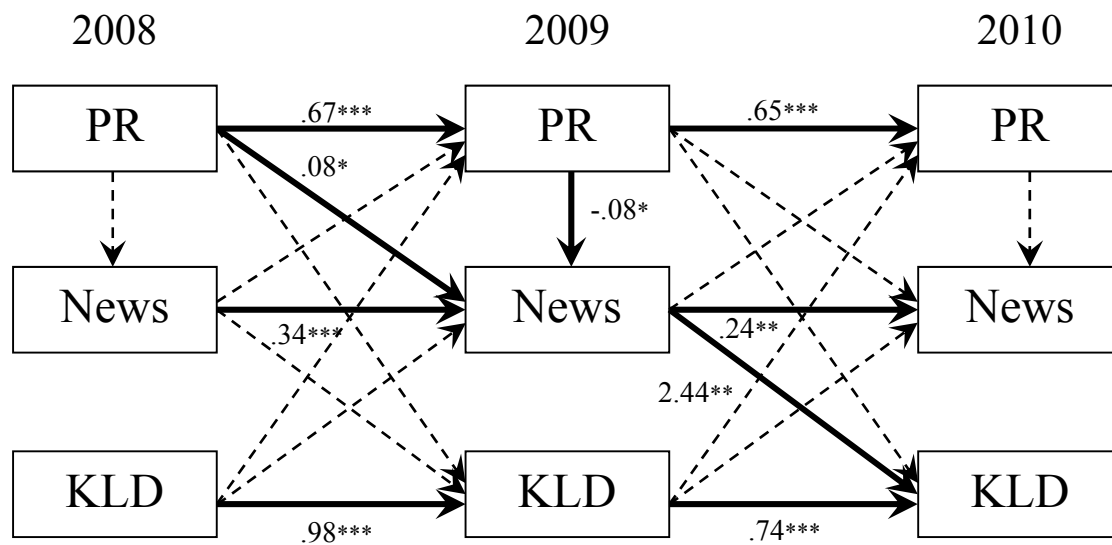 2008 2009 2010
PR .67*** PR .65*** PR
.08*
-.08*
News News News
.34*** .24**
2.44**
KLD KLD KLD
.98*** .74***